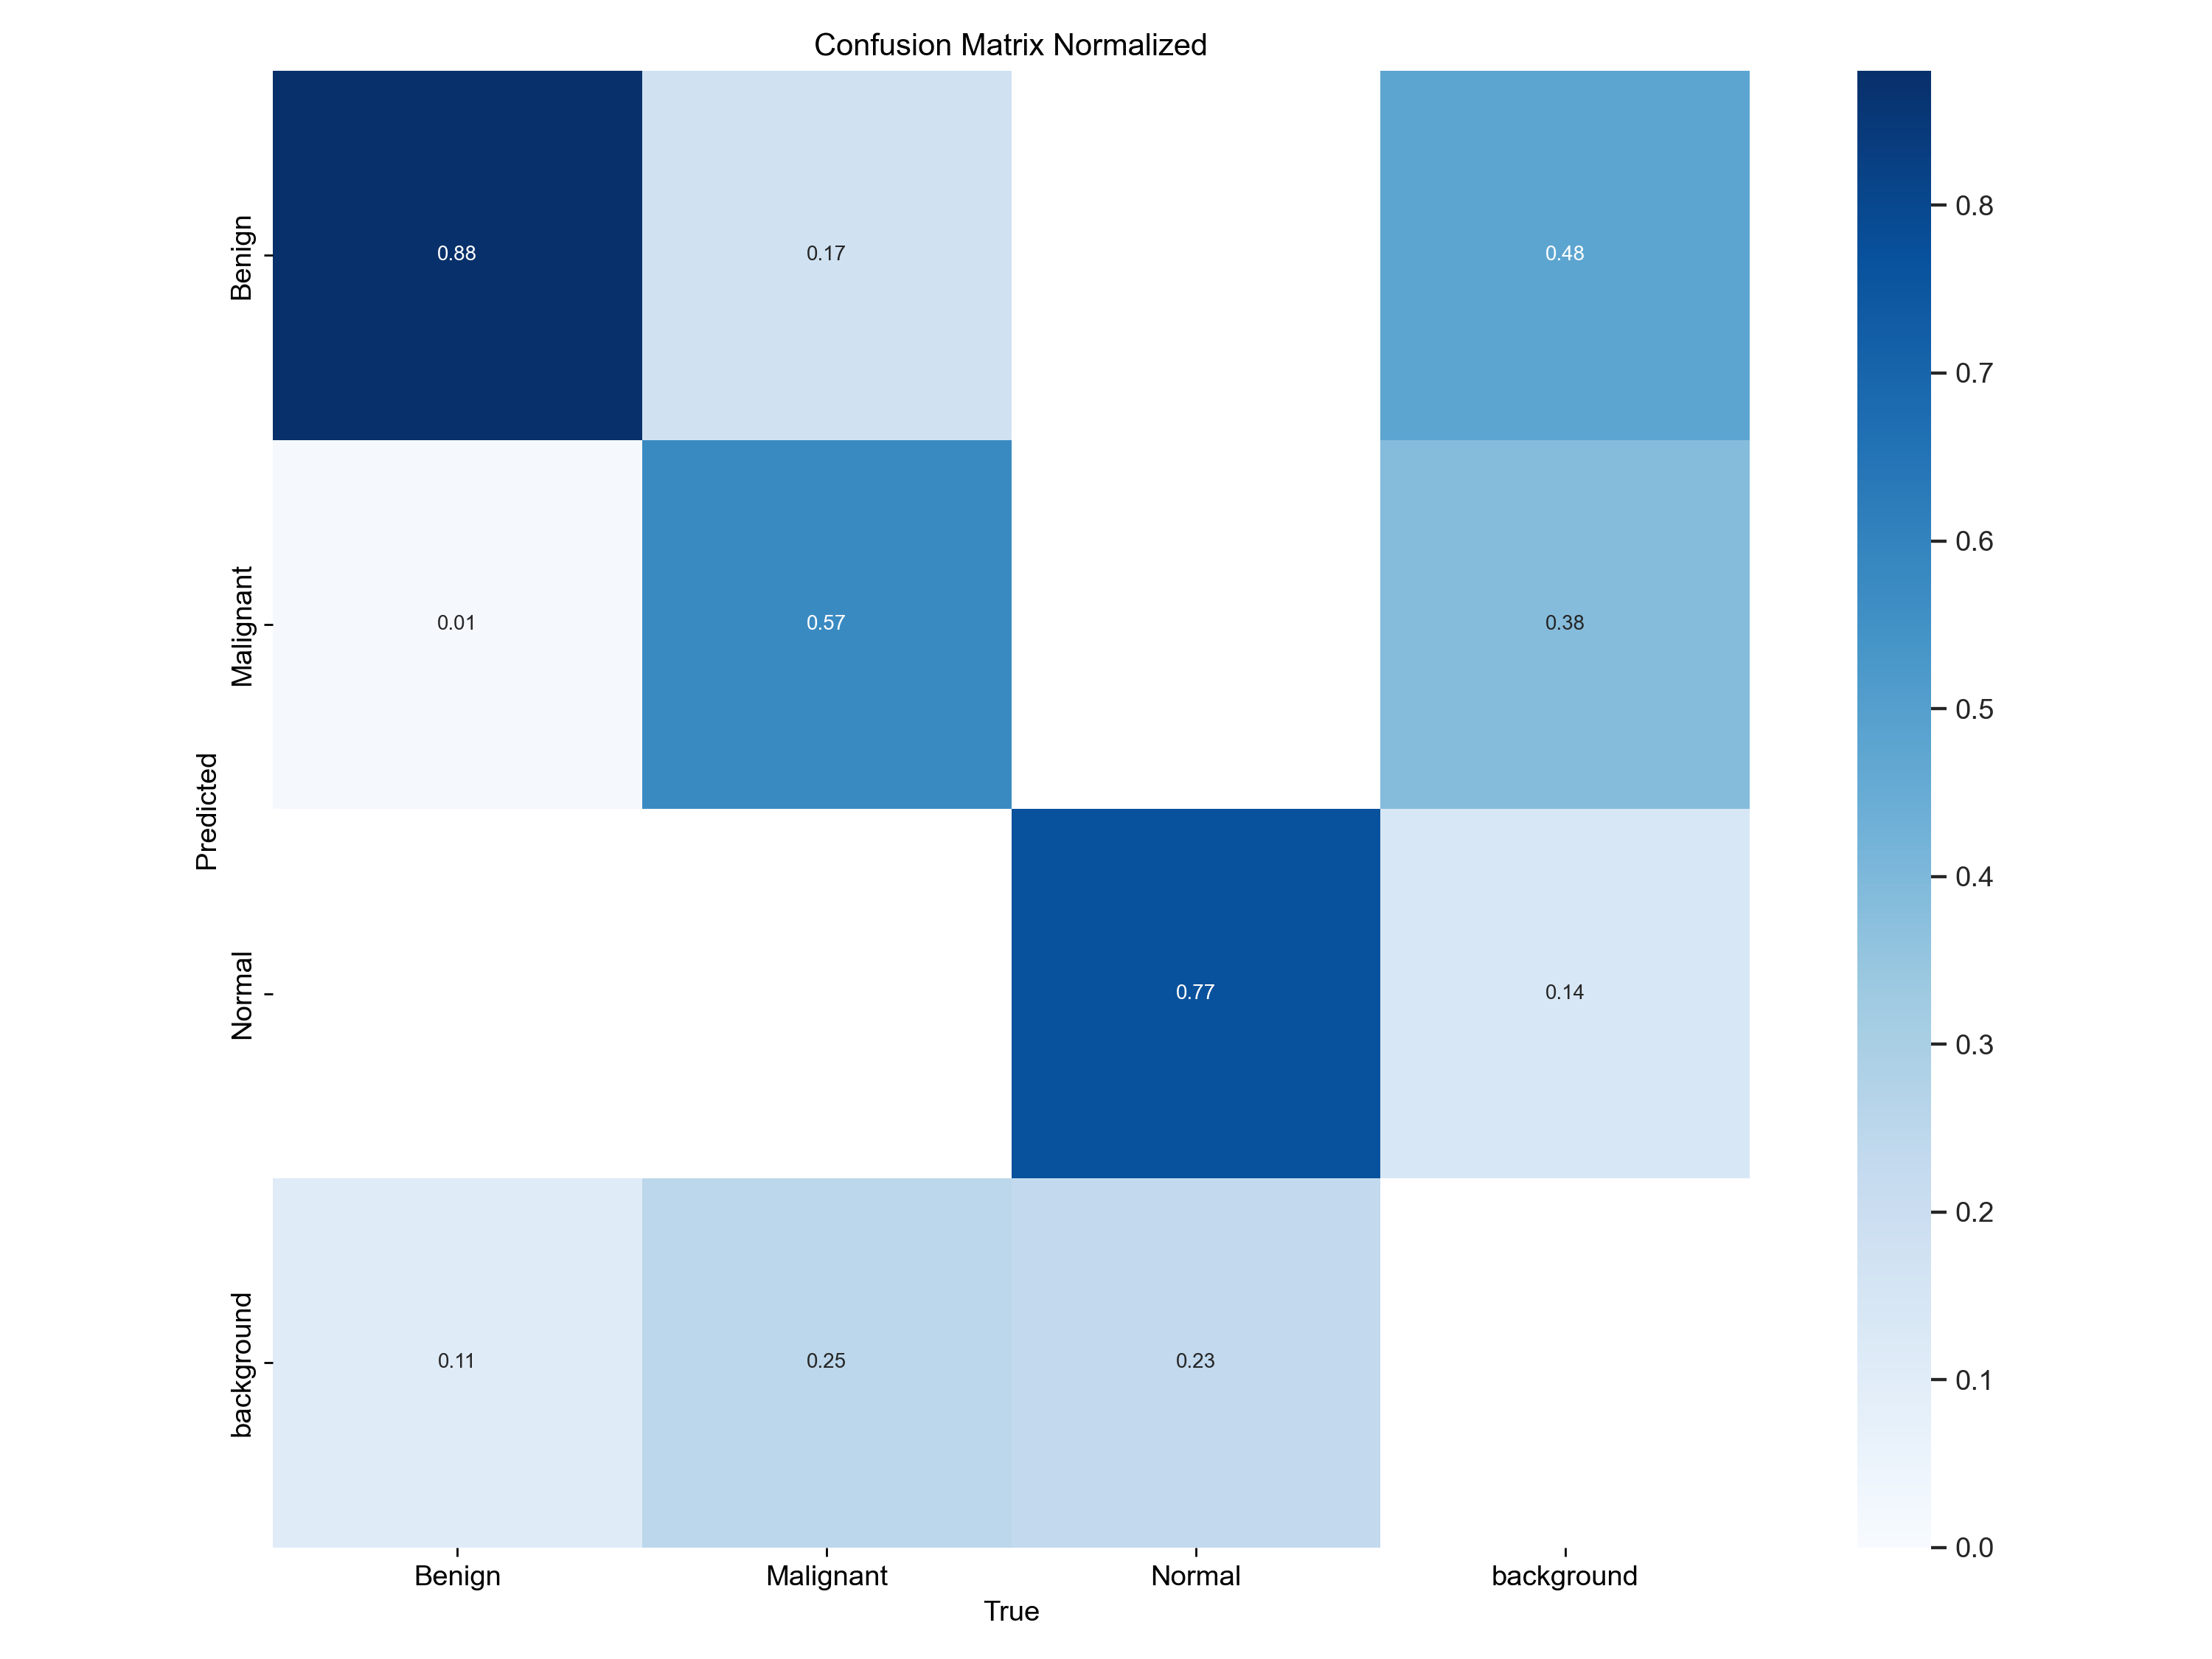 Confusion Matrix Normalized
Benign
0.88
0.17
0.48
Malignant
0.01
0.57
0.38
Normal
0.77
0.14
background
0.11
0.25
0.23
Predicted
Benign
Malignant
Normal
background
True
0.8
0.7
0.6
0.5
0.4
0.3
0.2
0.1
0.0